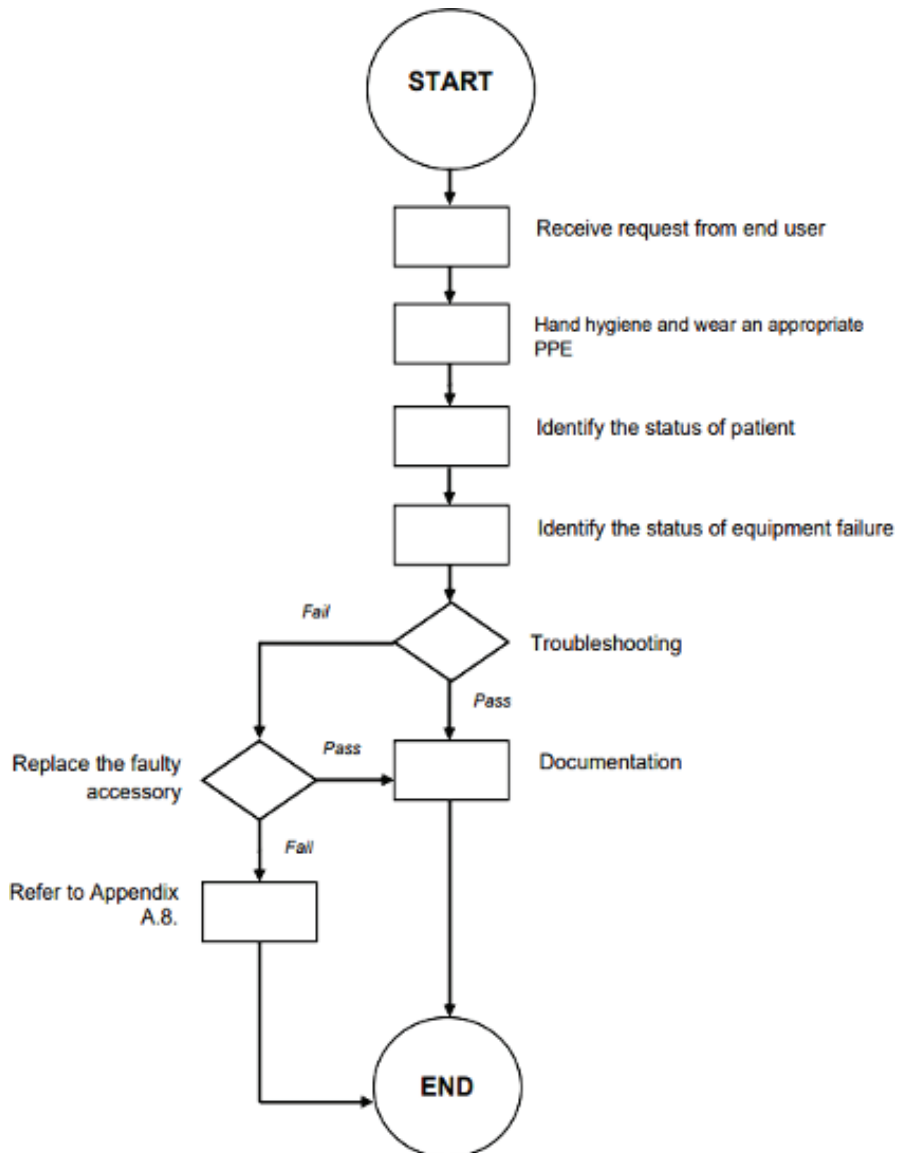 START
Receive request from end user
Hand hygiene and wear an appropriate
PPE
Identify the status of patient
Identify the status of equipment failure
Fail
Troubleshooting
Pass
Replace the faulty
accessory
Pass
Documentation
Fail
Refer to Appendix
A.8.
END